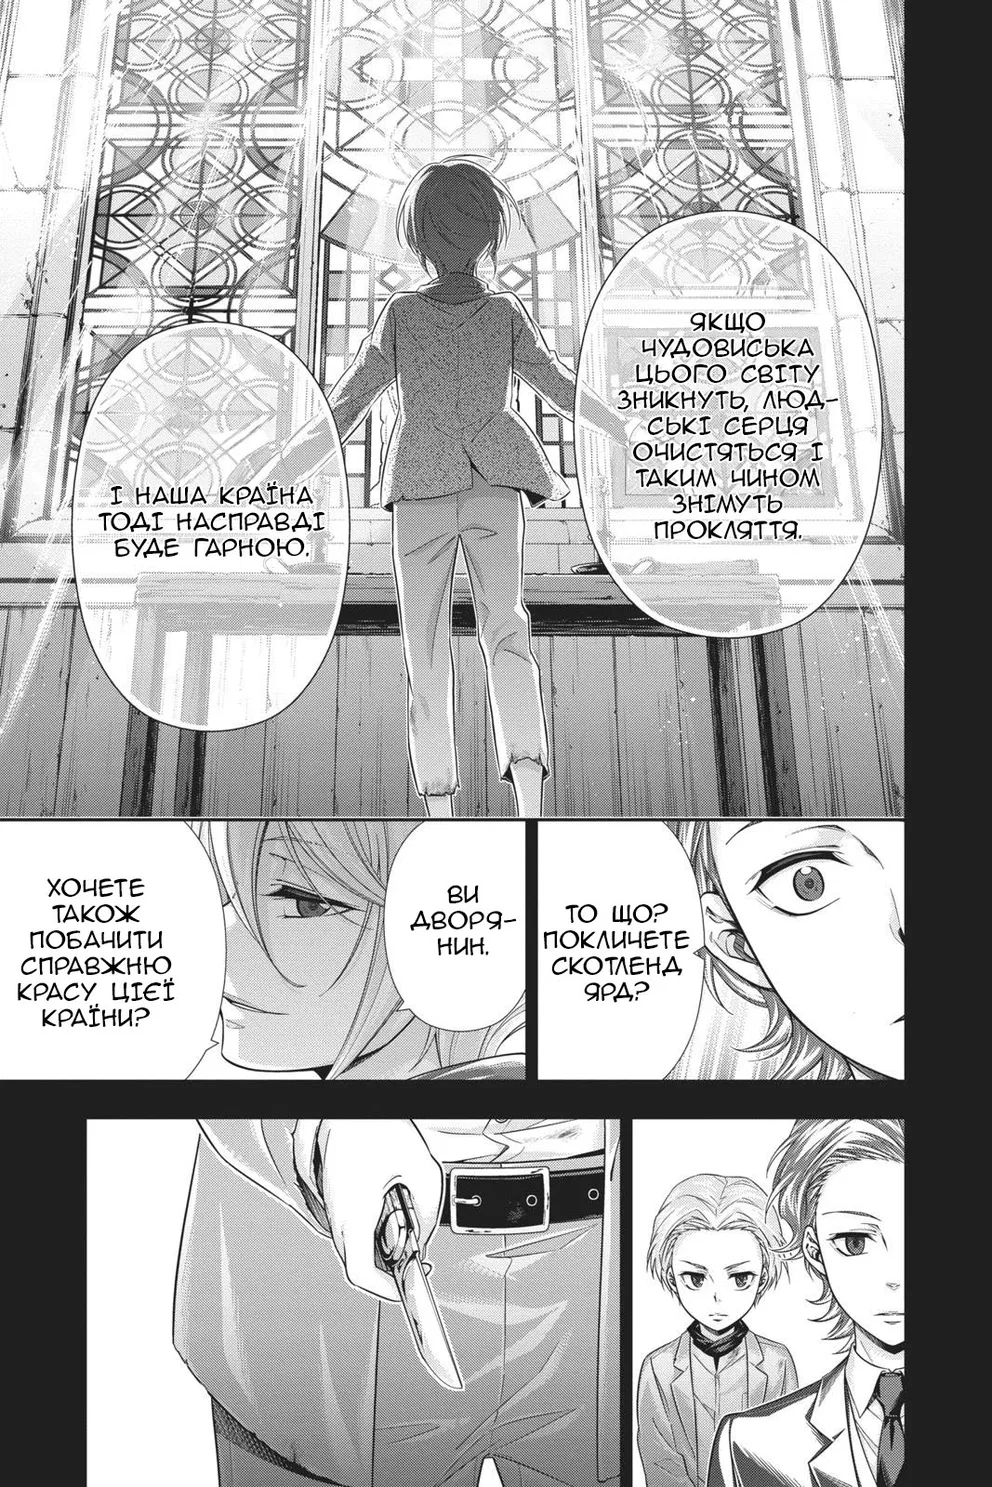 ЯКЩО
ЧУДОВИСЬКА
ЦЬОГО СВІТУ
ЗНИКНУТЬ, ЛЮД-
СЬКІ СЕРЦЯ
ОЧИСТЯТЬСЯ І
ТАКИМ ЧИНОМ
ЗНІМУТЬ
ПРОКЛЯТТЯ.
І НАША КРАЇНА
ТОДІ НАСПРАВДІ
БУДЕ ГАРНОЮ.
ТО ЩО?
ПОКЛИЧЕТЕ
СКОТЛЕНД
ЯРД?
ВИ
ДВОРЯ-
НИН.
ХОЧЕТЕ
ТАКОЖ
ПОБАЧИТИ
СПРАВЖНЮ
КРАСУ ЦІЄЇ
КРАЇНИ?